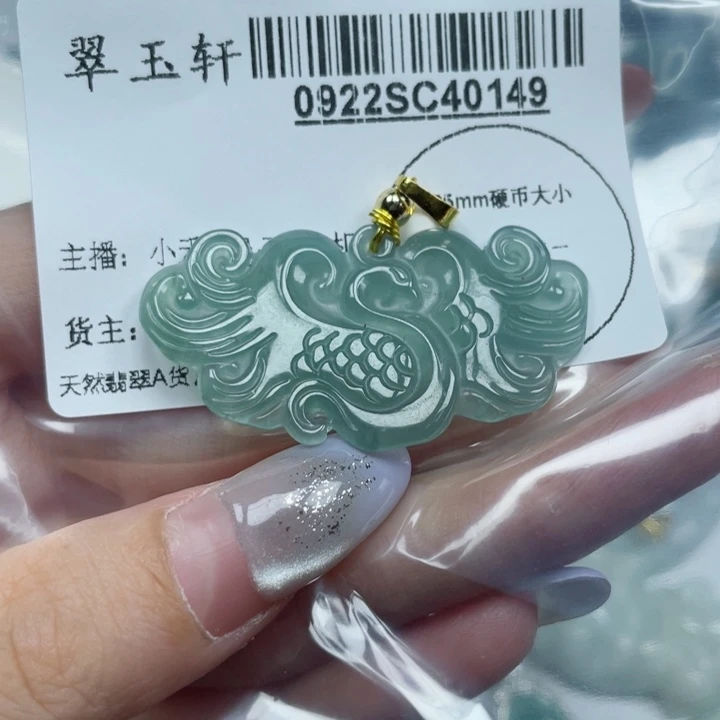 翠玉轩
0922SC40149
5mm硬币大小
主播：小
货主：
天然翡翠A货，